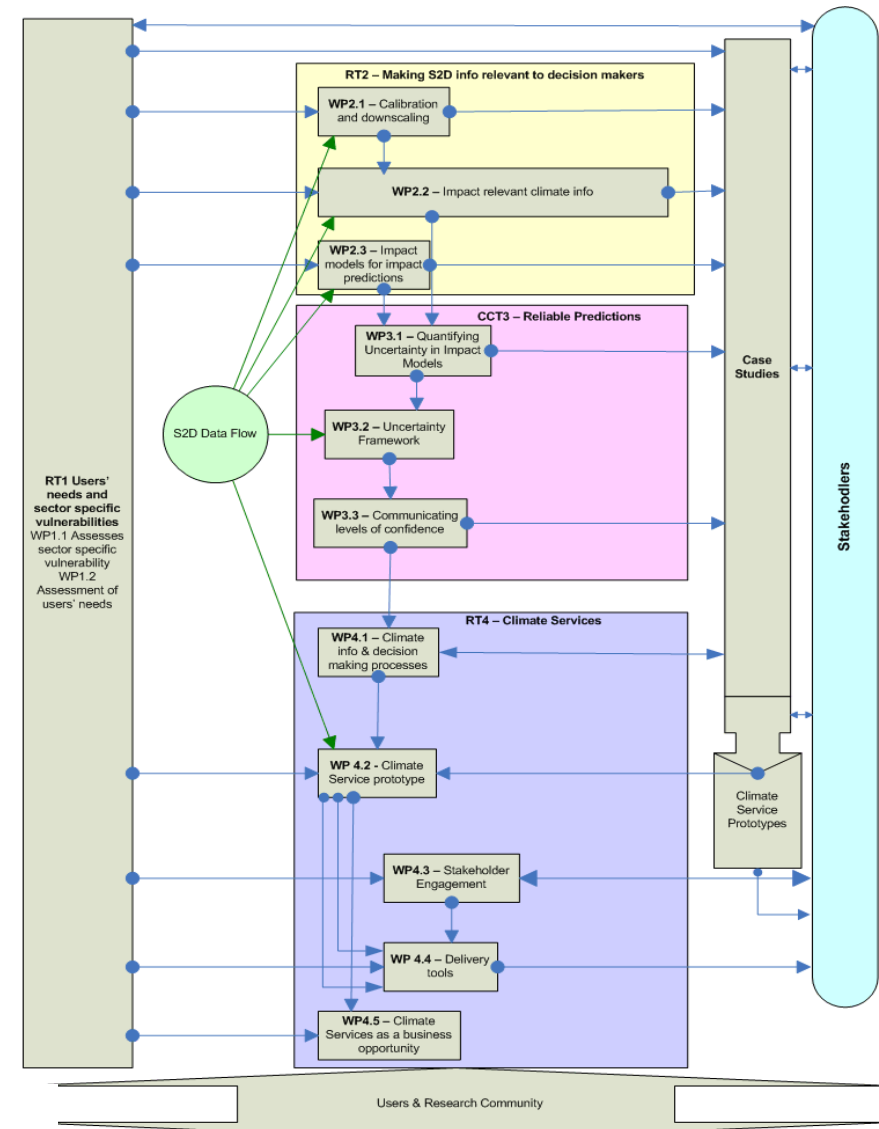 RT2 – Making S2D info relevant to decision makers
WP2.1 – Calibration
and downscaling
WP2.2 – Impact relevant climate info
WP2.3 – Impact
models for impact
predictions
CCT3 – Reliable Predictions
WP3.1 – Quantifying
Uncertainty in Impact
Models
S2D Data Flow
WP3.2 – Uncertainty
Framework
WP3.3 – Communicating
levels of confidence
RT1 Users'
needs and
sector specific
vulnerabilities
WP1.1 Assesses
sector specific
vulnerability
WP1.2
Assessment of
users' needs
Case
Studies
Stakehodlers
RT4 – Climate Services
WP4.1 – Climate
info & decision
making processes
WP 4.2 - Climate
Service prototype
Climate
Service
Prototypes
WP4.3 – Stakeholder
Engagement
WP 4.4 – Delivery
tools
WP4.5 – Climate
Services as a business
opportunity
Users & Research Community